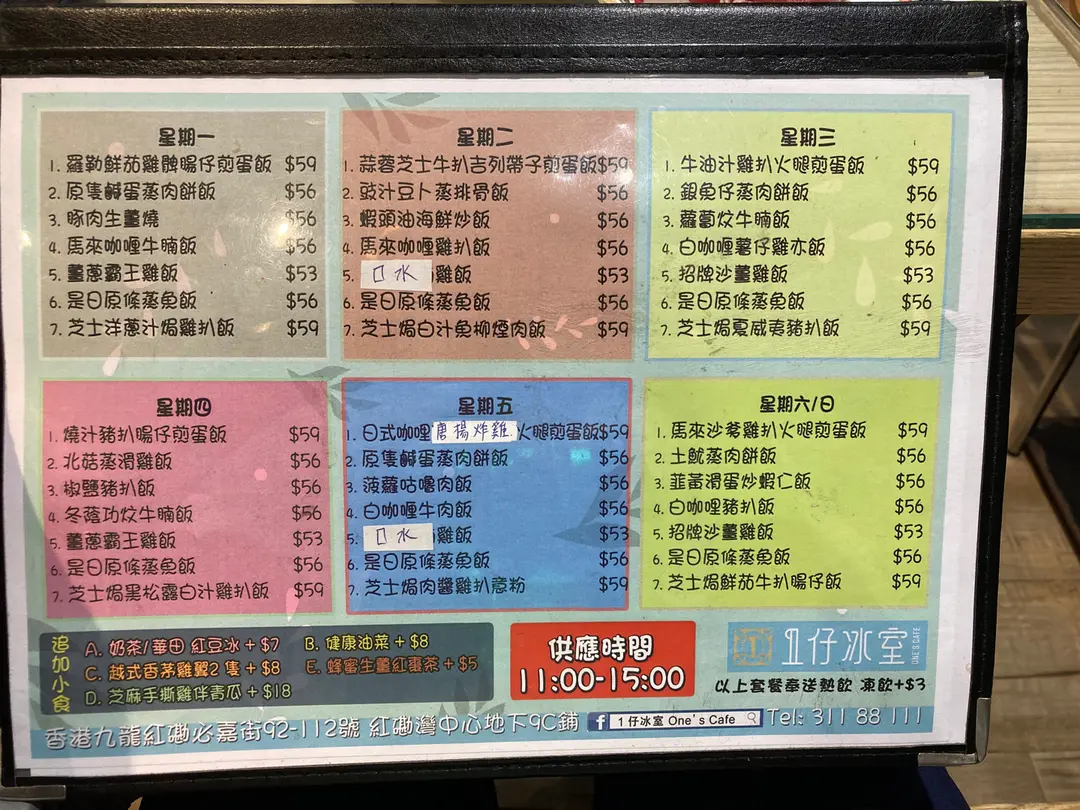 星期一
1. 羅勒鮮茄雞髀腸仔煎蛋飯 $59
2. 原隻鹹蛋蒸肉餅飯 $56
3. 豚肉生薑燒 $56
4. 馬來咖喱牛腩飯 $56
5. 薑蔥霸王雞飯 $53
6. 是日原條蒸魚飯 $56
7. 芝士洋蔥汁焗雞扒飯 $59
星期二
1. 蒜蓉芝士牛扒吉列帶子煎蛋飯$59
2. 豉汁豆卜蒸排骨飯 $56
3. 蝦頭油海鮮炒飯 $56
4. 馬來咖喱雞扒飯 $56
5. 口水雞飯 $56
6. 是日原條蒸魚飯 $56
7. 芝士焗白汁魚柳煙肉飯 $59
星期三
1. 牛油汁雞扒火腿煎蛋飯 $59
2. 銀魚仔蒸肉餅飯 $56
3. 蘿蔔炆牛腩飯 $56
4. 白咖喱薯仔雞亦飯 $56
5. 招牌沙薑雞飯 $53
6. 是日原條蒸魚飯 $56
7. 芝士焗夏威夷豬扒飯 $59
星期四
1. 燒汁豬扒腸仔煎蛋飯 $59
2. 北菇蒸滑雞飯 $56
3. 椒鹽豬扒飯 $56
4. 冬蔭功炆牛腩飯 $56
5. 薑蔥霸王雞飯 $53
6. 是日原條蒸魚飯 $56
7. 芝士焗黑松露白汁雞扒飯 $59
星期五
1. 日式咖哩唐揚炸雞火腿煎蛋飯$59
2. 原隻鹹蛋蒸肉餅飯 $56
3. 菠蘿咕嚕肉飯 $56
4. 白咖喱牛肉飯 $56
5. 口水雞飯 $53
6. 是日原條蒸魚飯 $56
7. 芝士焗肉醬雞扒意粉 $59
星期六/日
1. 馬來沙嗲雞扒火腿煎蛋飯 $59
2. 土魷蒸肉餅飯 $56
3. 韮黃滑蛋炒蝦仁飯 $56
4. 白咖哩豬扒飯 $56
5. 招牌沙薑雞飯 $53
6. 是日原條蒸魚飯 $56
7. 芝士焗鮮茄牛扒腸仔飯 $59
追加小食
A. 奶茶/華田 紅豆冰 + $7
B. 健康油菜 + $8
C. 越式香茅雞翼2 隻 + $8
E. 蜂蜜生薑紅棗茶 + $5
D. 芝麻手撕雞伴青瓜 + $18
供應時間
11:00-15:00
1仔冰室 ONE'S CAFE
以上套餐奉送熱飲 凍飲+$3
香港九龍紅磡必嘉街92-112號 紅磡灣中心地下9C鋪 f 1 仔冰室 One's Cafe Tel: 311 88 111